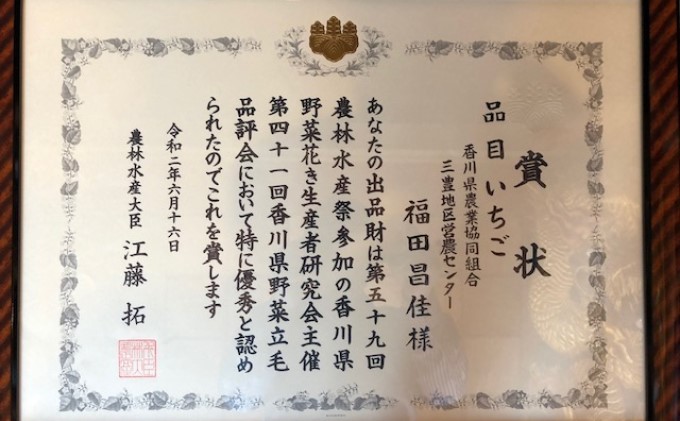 賞状
品目いちご
香川県農業協同組合
三豊地区営農センター
福田昌佳様
あなたの出品財は第五十九回
農林水産祭参加の香川県
野菜花き生産者研究会主催
第四十一回香川県野菜立毛
品評会において特に優秀と認め
られたのでこれを賞します
令和二年六月十六日
農林水産大臣 江藤拓